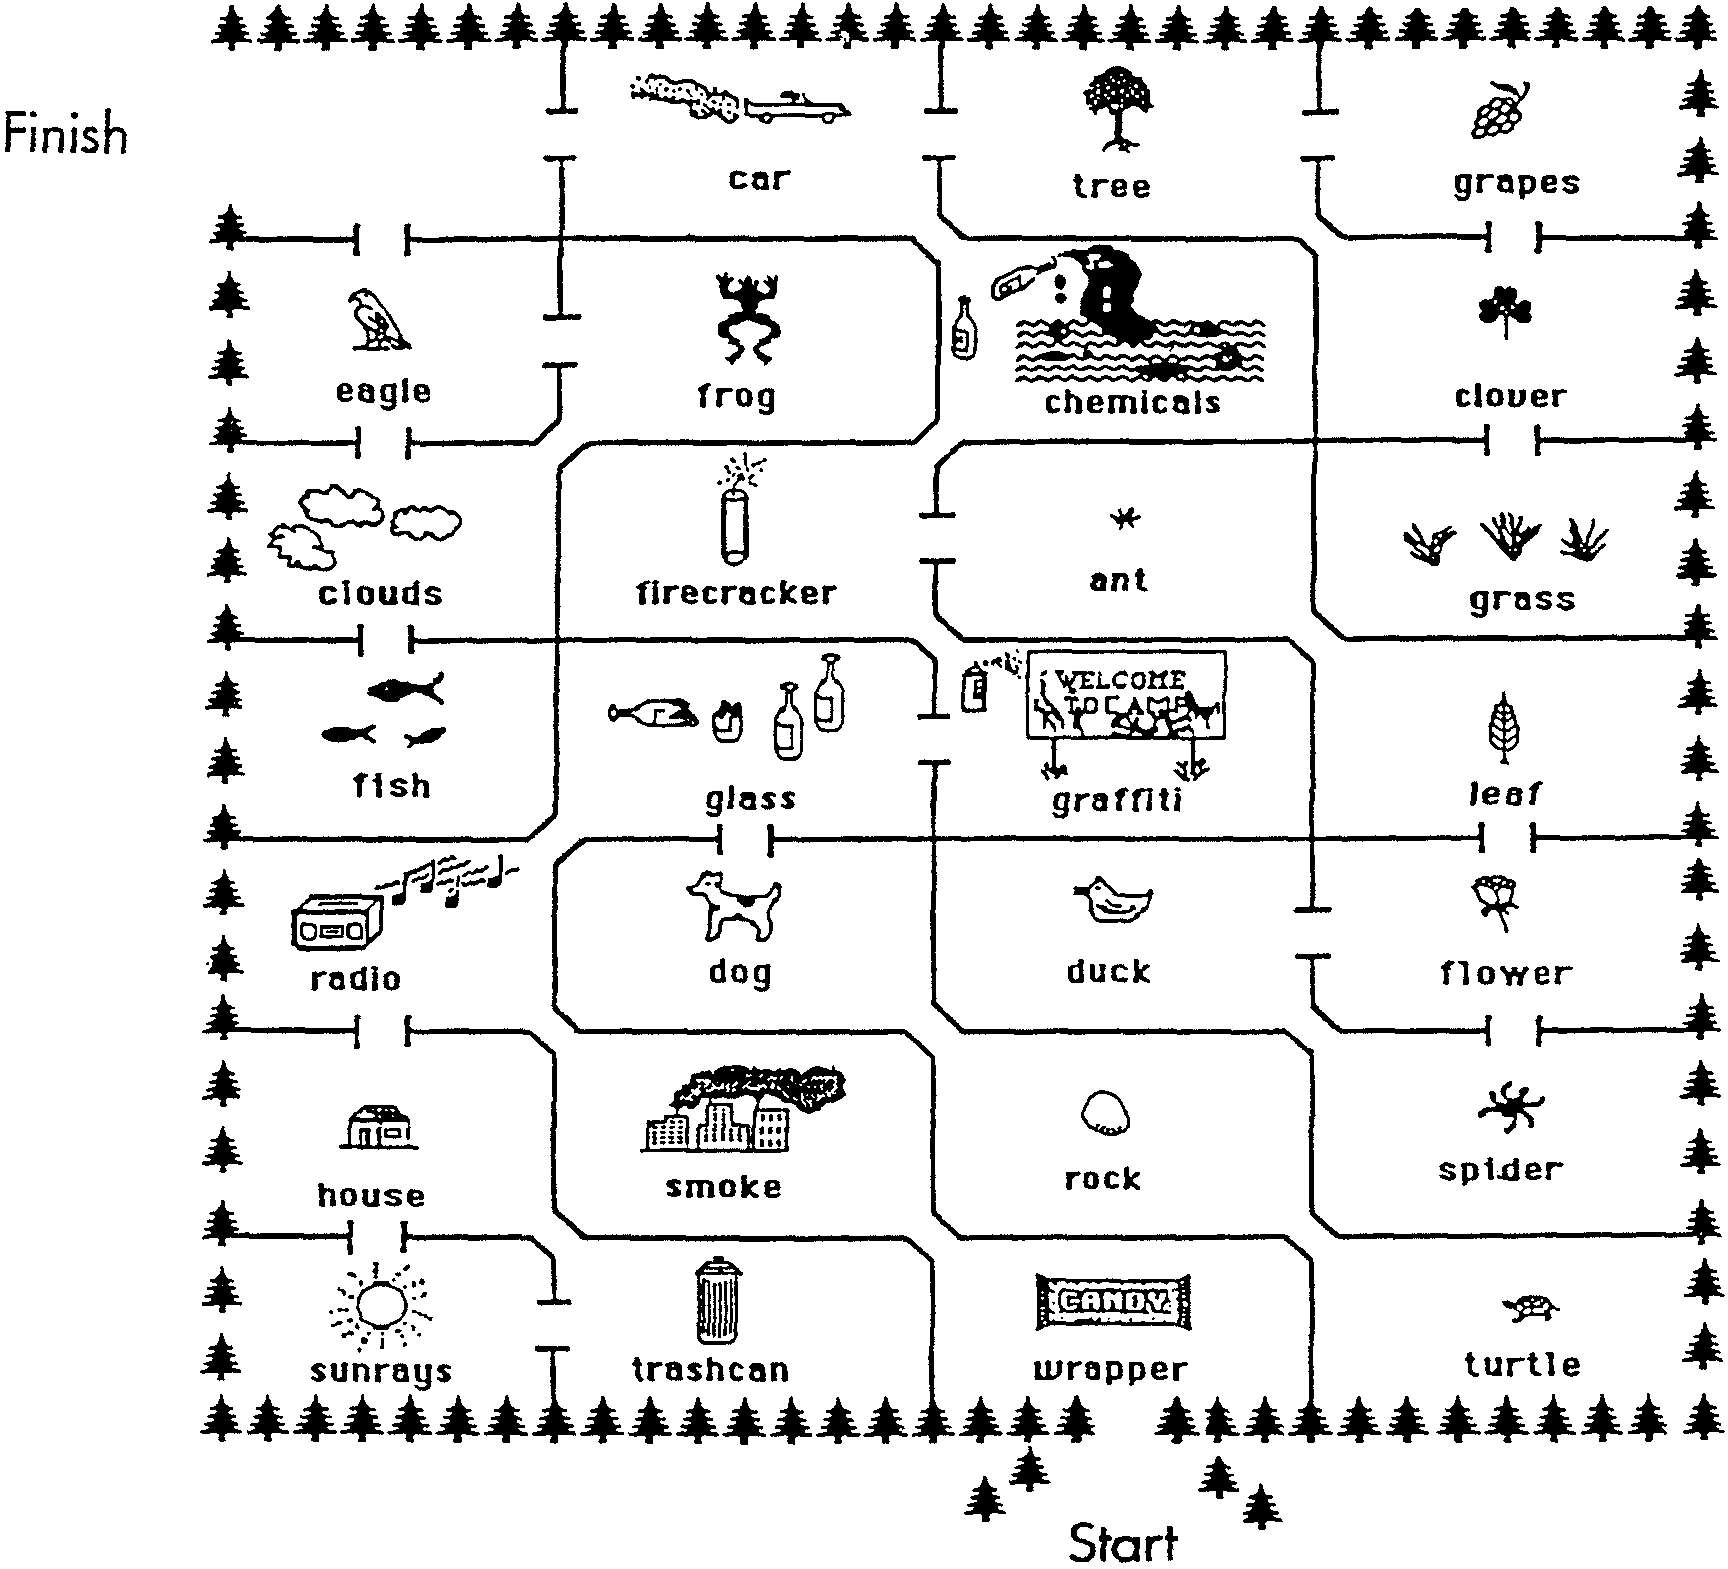 Finish
car
tree
grapes
eagle
frog
chemicals
clover
clouds
firecracker
ant
grass
WELCOME
TO CAMP
fish
glass
graffiti
leaf
radio
dog
duck
flower
house
smoke
rock
spider
CANDY
sunrays
trashcan
wrapper
turtle
Start